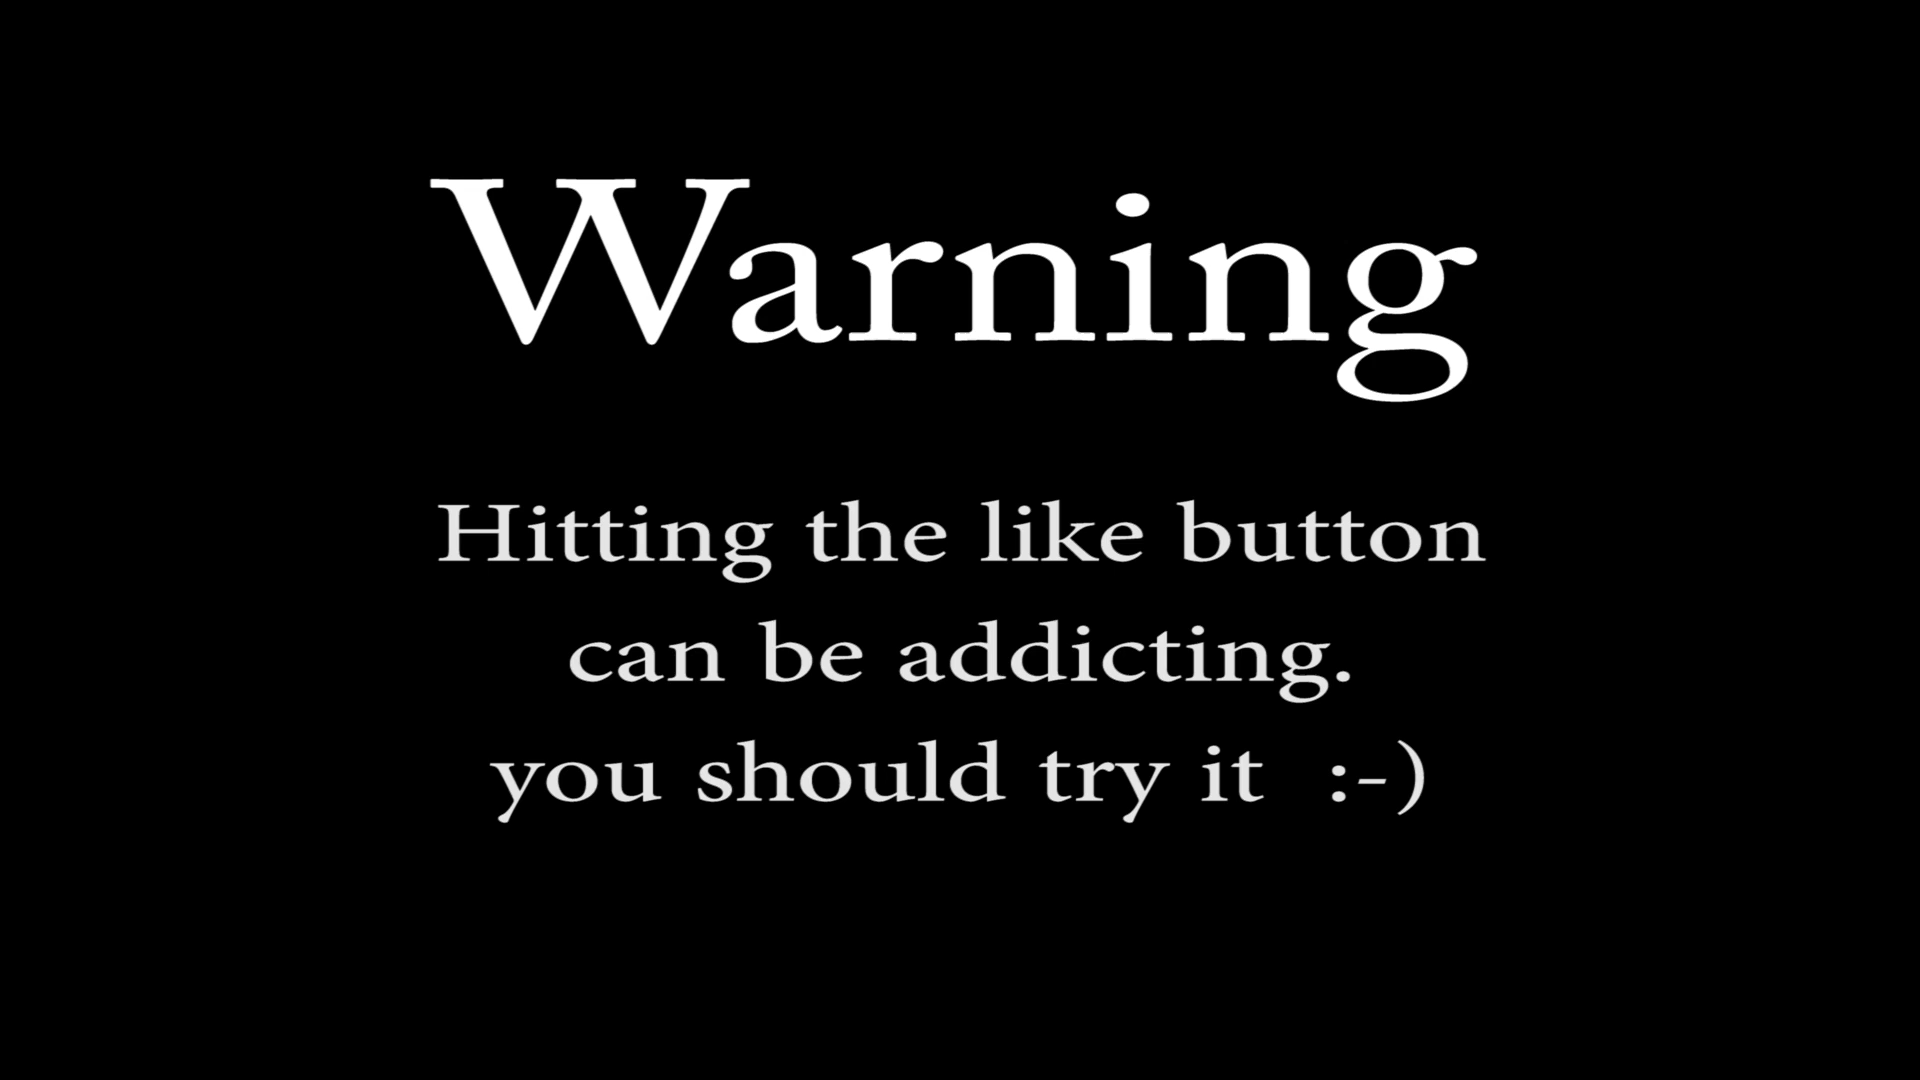 Warning
Hitting the like button
can be addicting.
you should try it  :-)